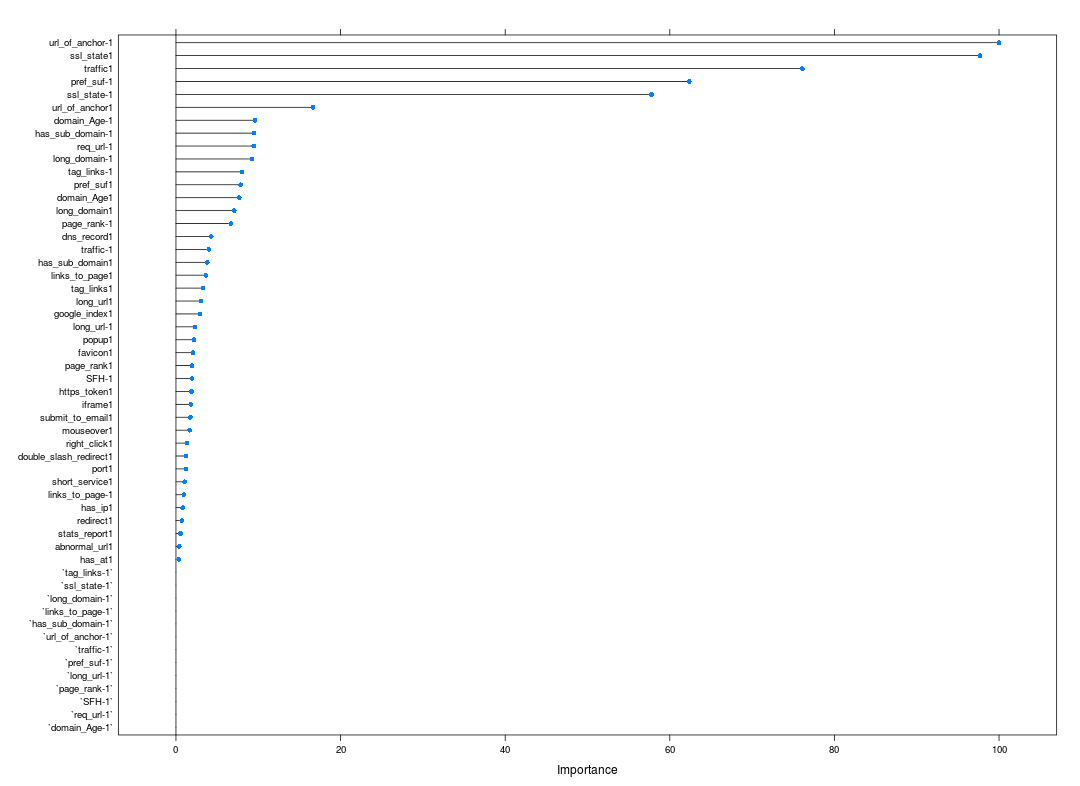 url_of_anchor-1
ssl_state1
traffic1
pref_suf-1
ssl_state-1
url_of_anchor1
domain_Age-1
has_sub_domain-1
req_url-1
long_domain-1
tag_links-1
pref_suf1
domain_Age1
long_domain1
page_rank-1
dns_record1
traffic-1
has_sub_domain1
links_to_page1
tag_links1
long_url1
google_index1
long_url-1
popup1
favicon1
page_rank1
SFH-1
https_token1
iframe1
submit_to_email1
mouseover1
right_click1
double_slash_redirect1
port1
short_service1
links_to_page-1
has_ip1
redirect1
stats_report1
abnormal_url1
has_at1
`tag_links-1`
`ssl_state-1`
`long_domain-1`
`links_to_page-1`
`has_sub_domain-1`
`url_of_anchor-1`
`traffic-1`
`pref_suf-1`
`long_url-1`
`page_rank-1`
`SFH-1`
`req_url-1`
`domain_Age-1`
0 20 40 60 80 100
Importance